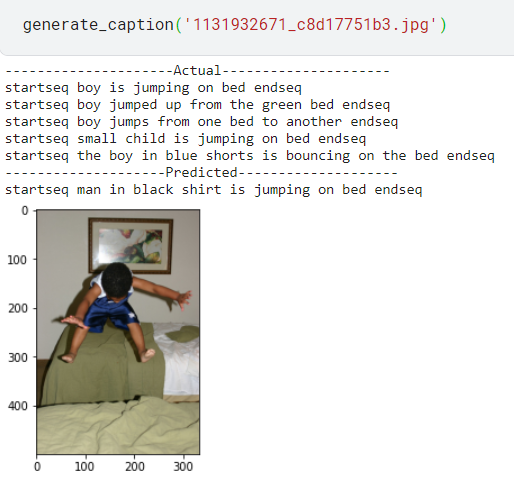 generate_caption('1131932671_c8d17751b3.jpg')
---------------------Actual---------------------
startseq boy is jumping on bed endseq
startseq boy jumped up from the green bed endseq
startseq boy jumps from one bed to another endseq
startseq small child is jumping on bed endseq
startseq the boy in blue shorts is bouncing on the bed endseq
--------------------Predicted--------------------
startseq man in black shirt is jumping on bed endseq
0
100
200
300
400
0 100 200 300